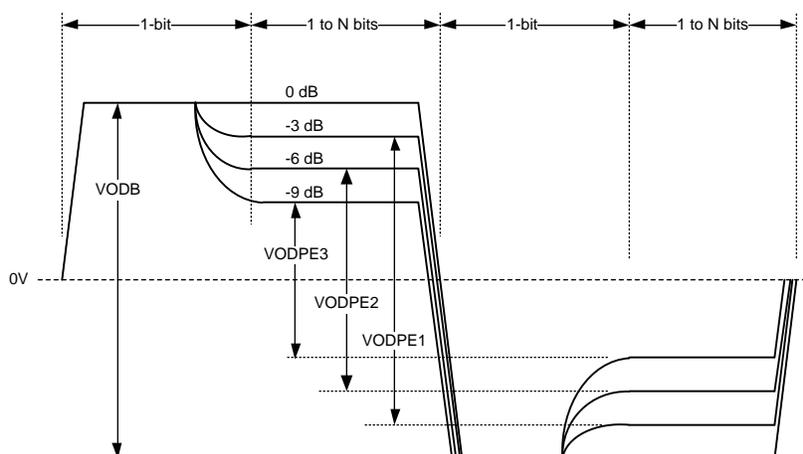 1-bit 1 to N bits 1-bit 1 to N bits
0 dB
-3 dB
-6 dB
VODB
-9 dB
VODPE3
0V
VODPE2
VODPE1